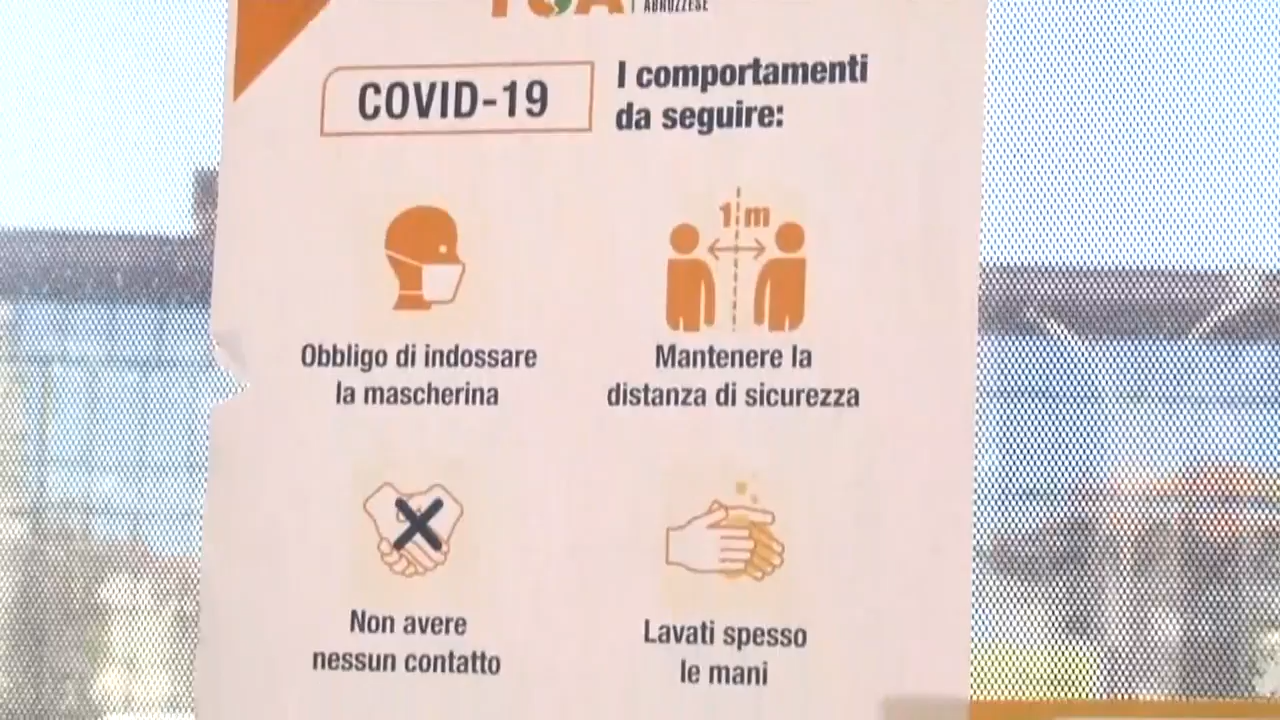 ABRUZZESE
COVID-19
I comportamenti
da seguire:
1 m
Obbligo di indossare
la mascherina
Mantenere la
distanza di sicurezza
Non avere
nessun contatto
Lavati spesso
le mani